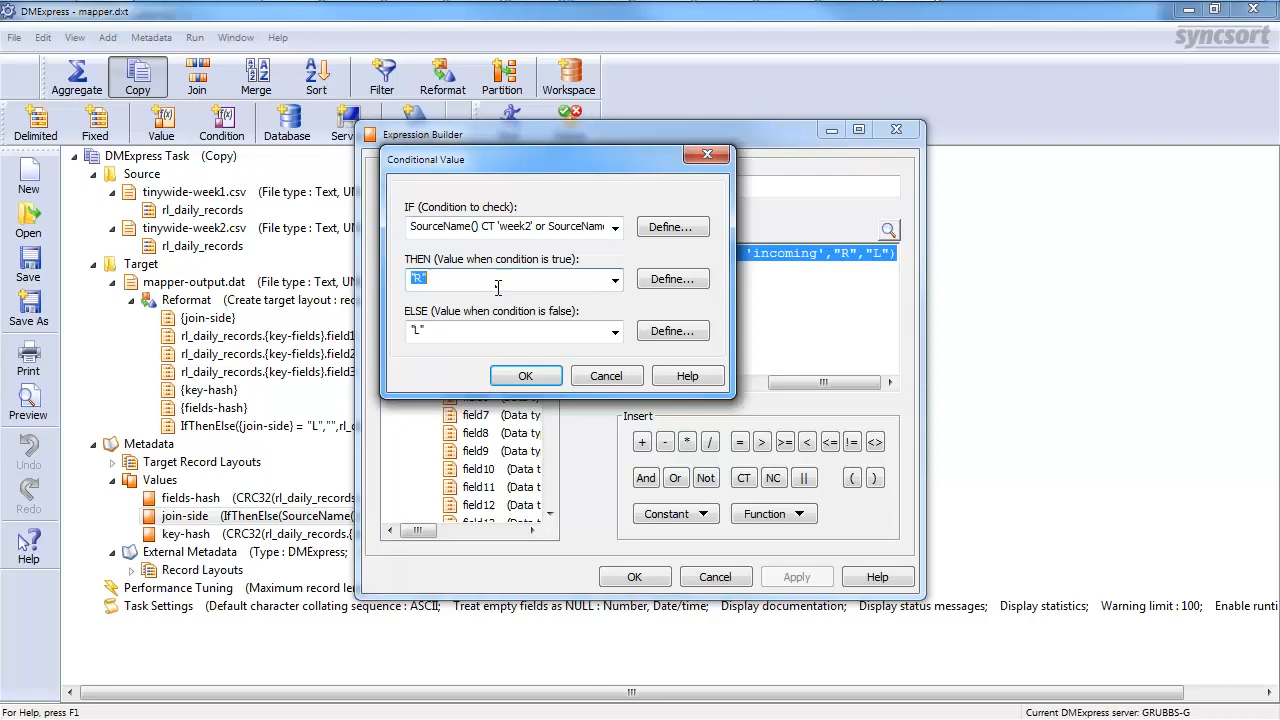 DMExpress - mapper.dxt
File Edit View Add Metadata Run Window Help
syncsort
Aggregate Copy Join Merge Sort Filter Reformat Partition Workspace
Delimited Fixed Value Condition Database
New
Open
Save
Save As
Print
Preview
Undo
Redo
Help
DMExpress Task (Copy)
Source
tinywide-week1.csv (File type : Text, UN
rl_daily_records
tinywide-week2.csv (File type : Text, UN
rl_daily_records
Target
mapper-output.dat (File type : Text, UN
Reformat (Create target layout : rec
{join-side}
rl_daily_records.{key-fields}.field1
rl_daily_records.{key-fields}.field2
rl_daily_records.{key-fields}.field3
{key-hash}
{fields-hash}
IfThenElse({join-side} = "L","",rl_d
Metadata
Target Record Layouts
Values
fields-hash (CRC32(rl_daily_records
join-side (IfThenElse(SourceName(
key-hash (CRC32(rl_daily_records.{
External Metadata (Type : DMExpress;
Record Layouts
Performance Tuning (Maximum record len
Task Settings (Default character collating sequence : ASCII; Treat empty fields as NULL : Number, Date/time; Display documentation; Display status messages; Display statistics; Warning limit : 100; Enable runti
Expression Builder
'incoming',"R","L")
Conditional Value
IF (Condition to check):
SourceName() CT 'week2' or SourceName
Define...
THEN (Value when condition is true):
"R"
Define...
ELSE (Value when condition is false):
"L"
Define...
OK Cancel Help
field7 (Data ty
field8 (Data ty
field9 (Data ty
field10 (Data t
field11 (Data t
field12 (Data t
Insert
+ - * / = > >= < <= != <>
And Or Not CT NC || ( )
Constant Function
OK Cancel Apply Help
For Help, press F1
Current DMExpress server: GRUBBS-G